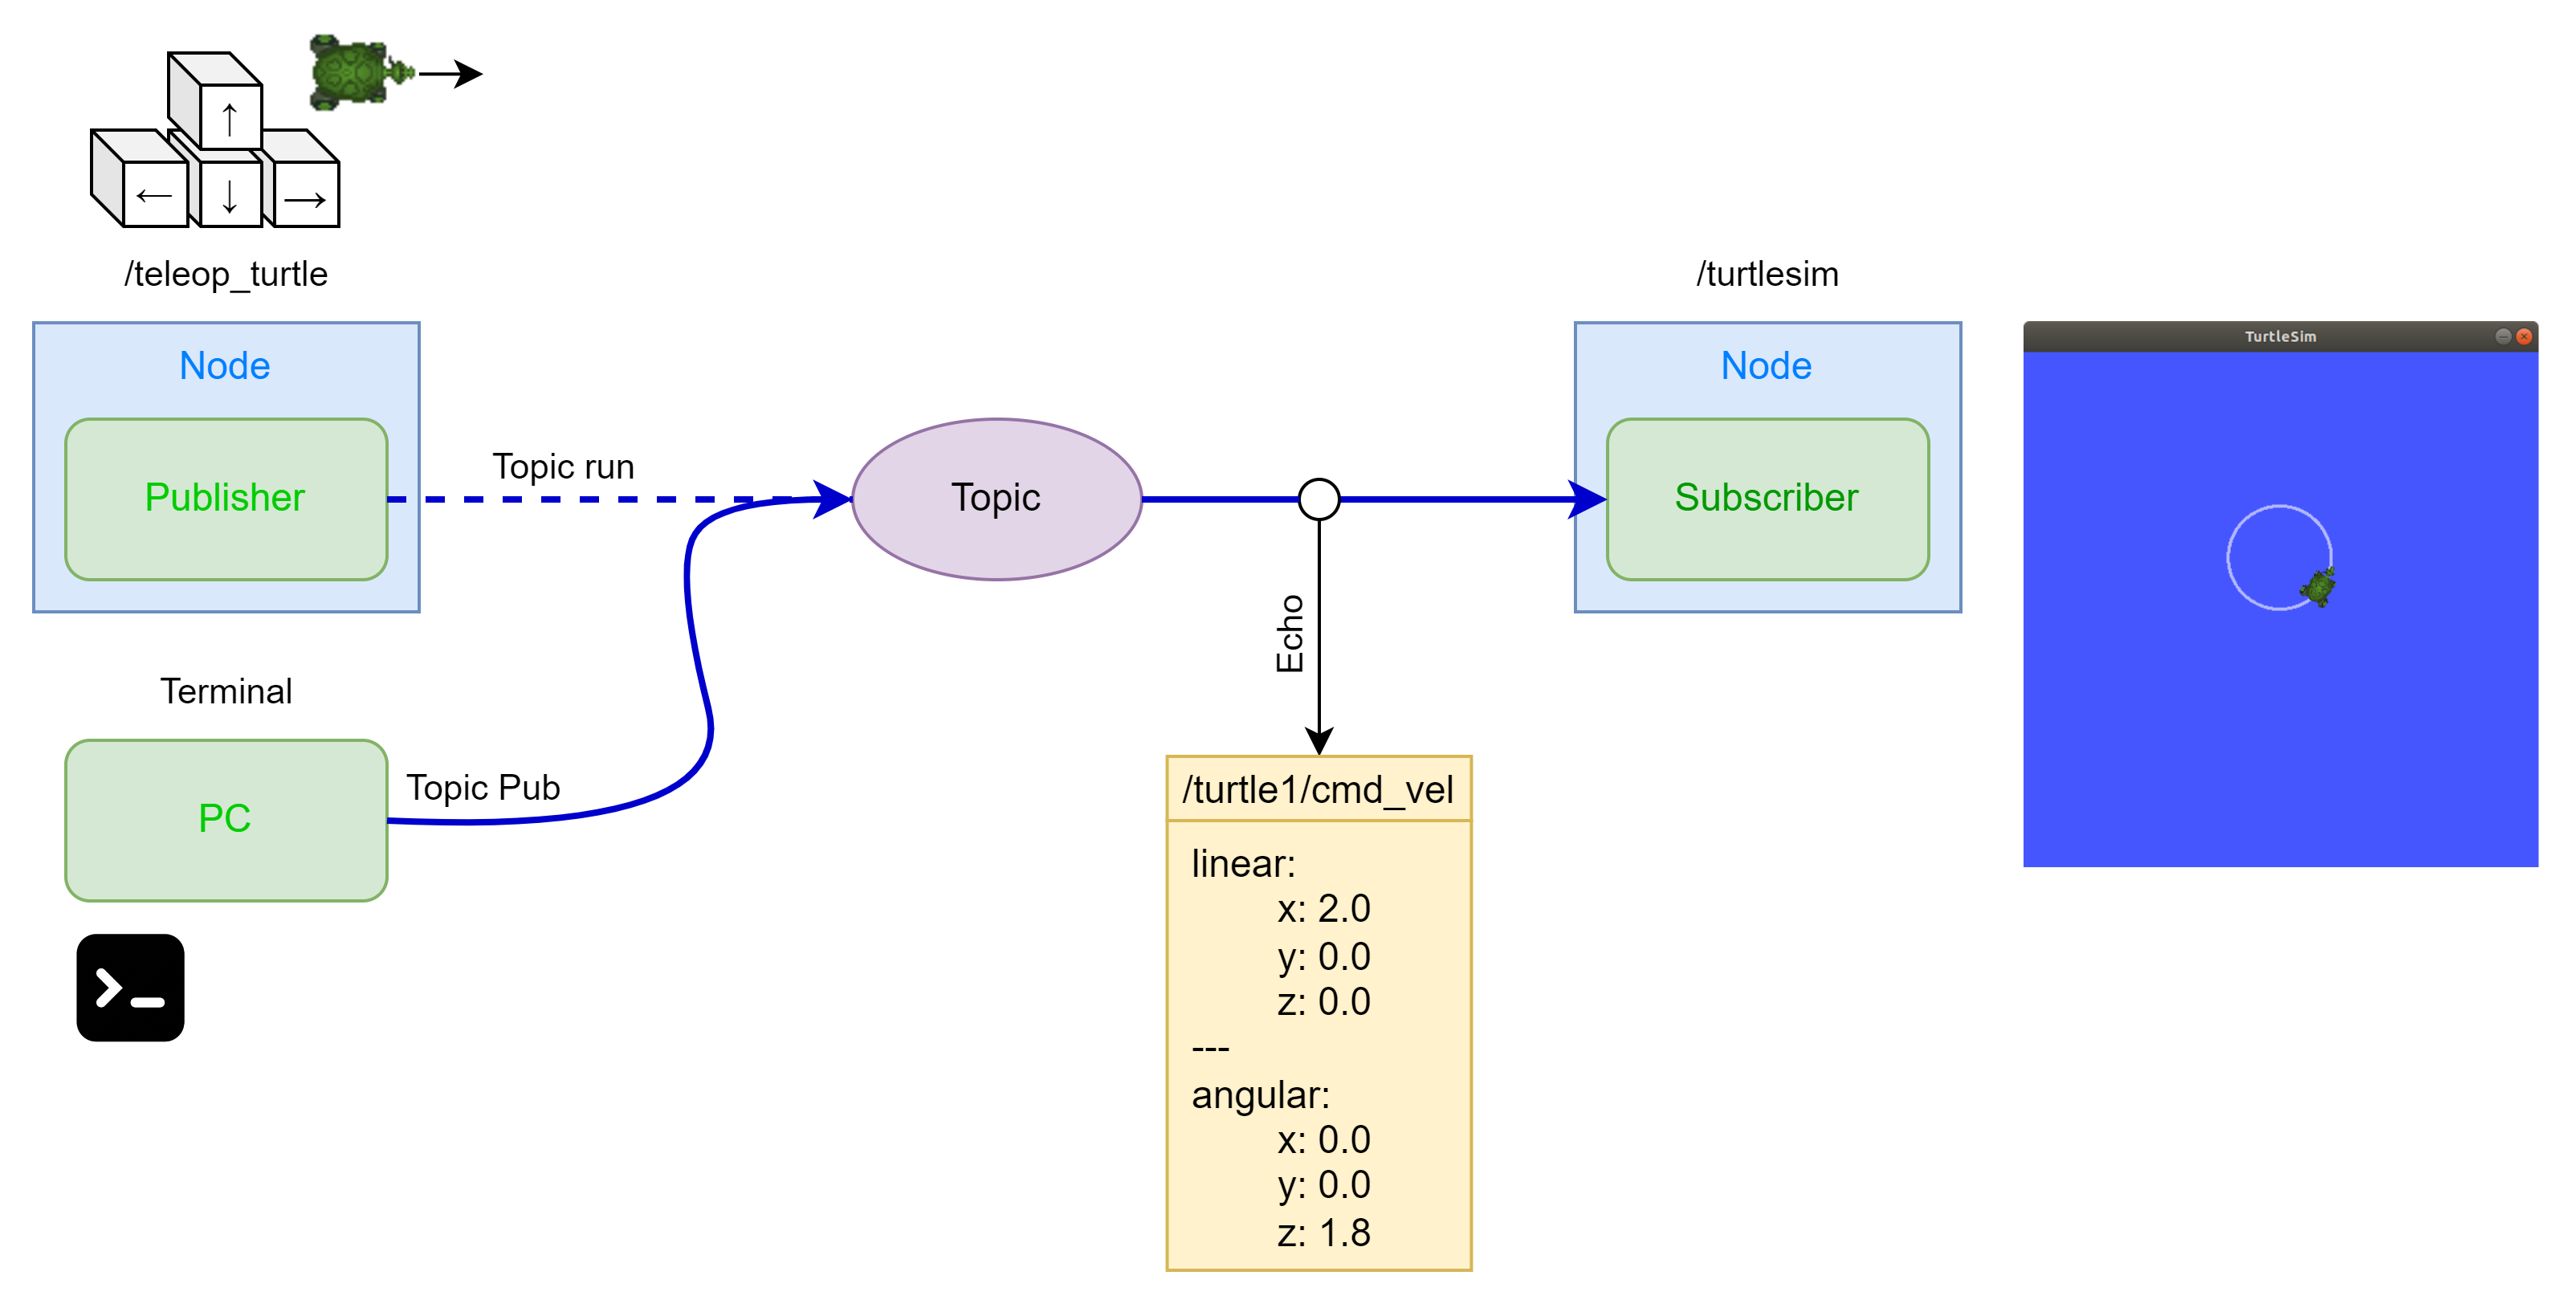 ↑
← ↓ →
/teleop_turtle
Node
Publisher
Topic run
Topic
/turtlesim
Node
Subscriber
TurtleSim
Terminal
PC
Topic Pub
>_
Echo
/turtle1/cmd_vel
linear:
x: 2.0
y: 0.0
z: 0.0
---
angular:
x: 0.0
y: 0.0
z: 1.8